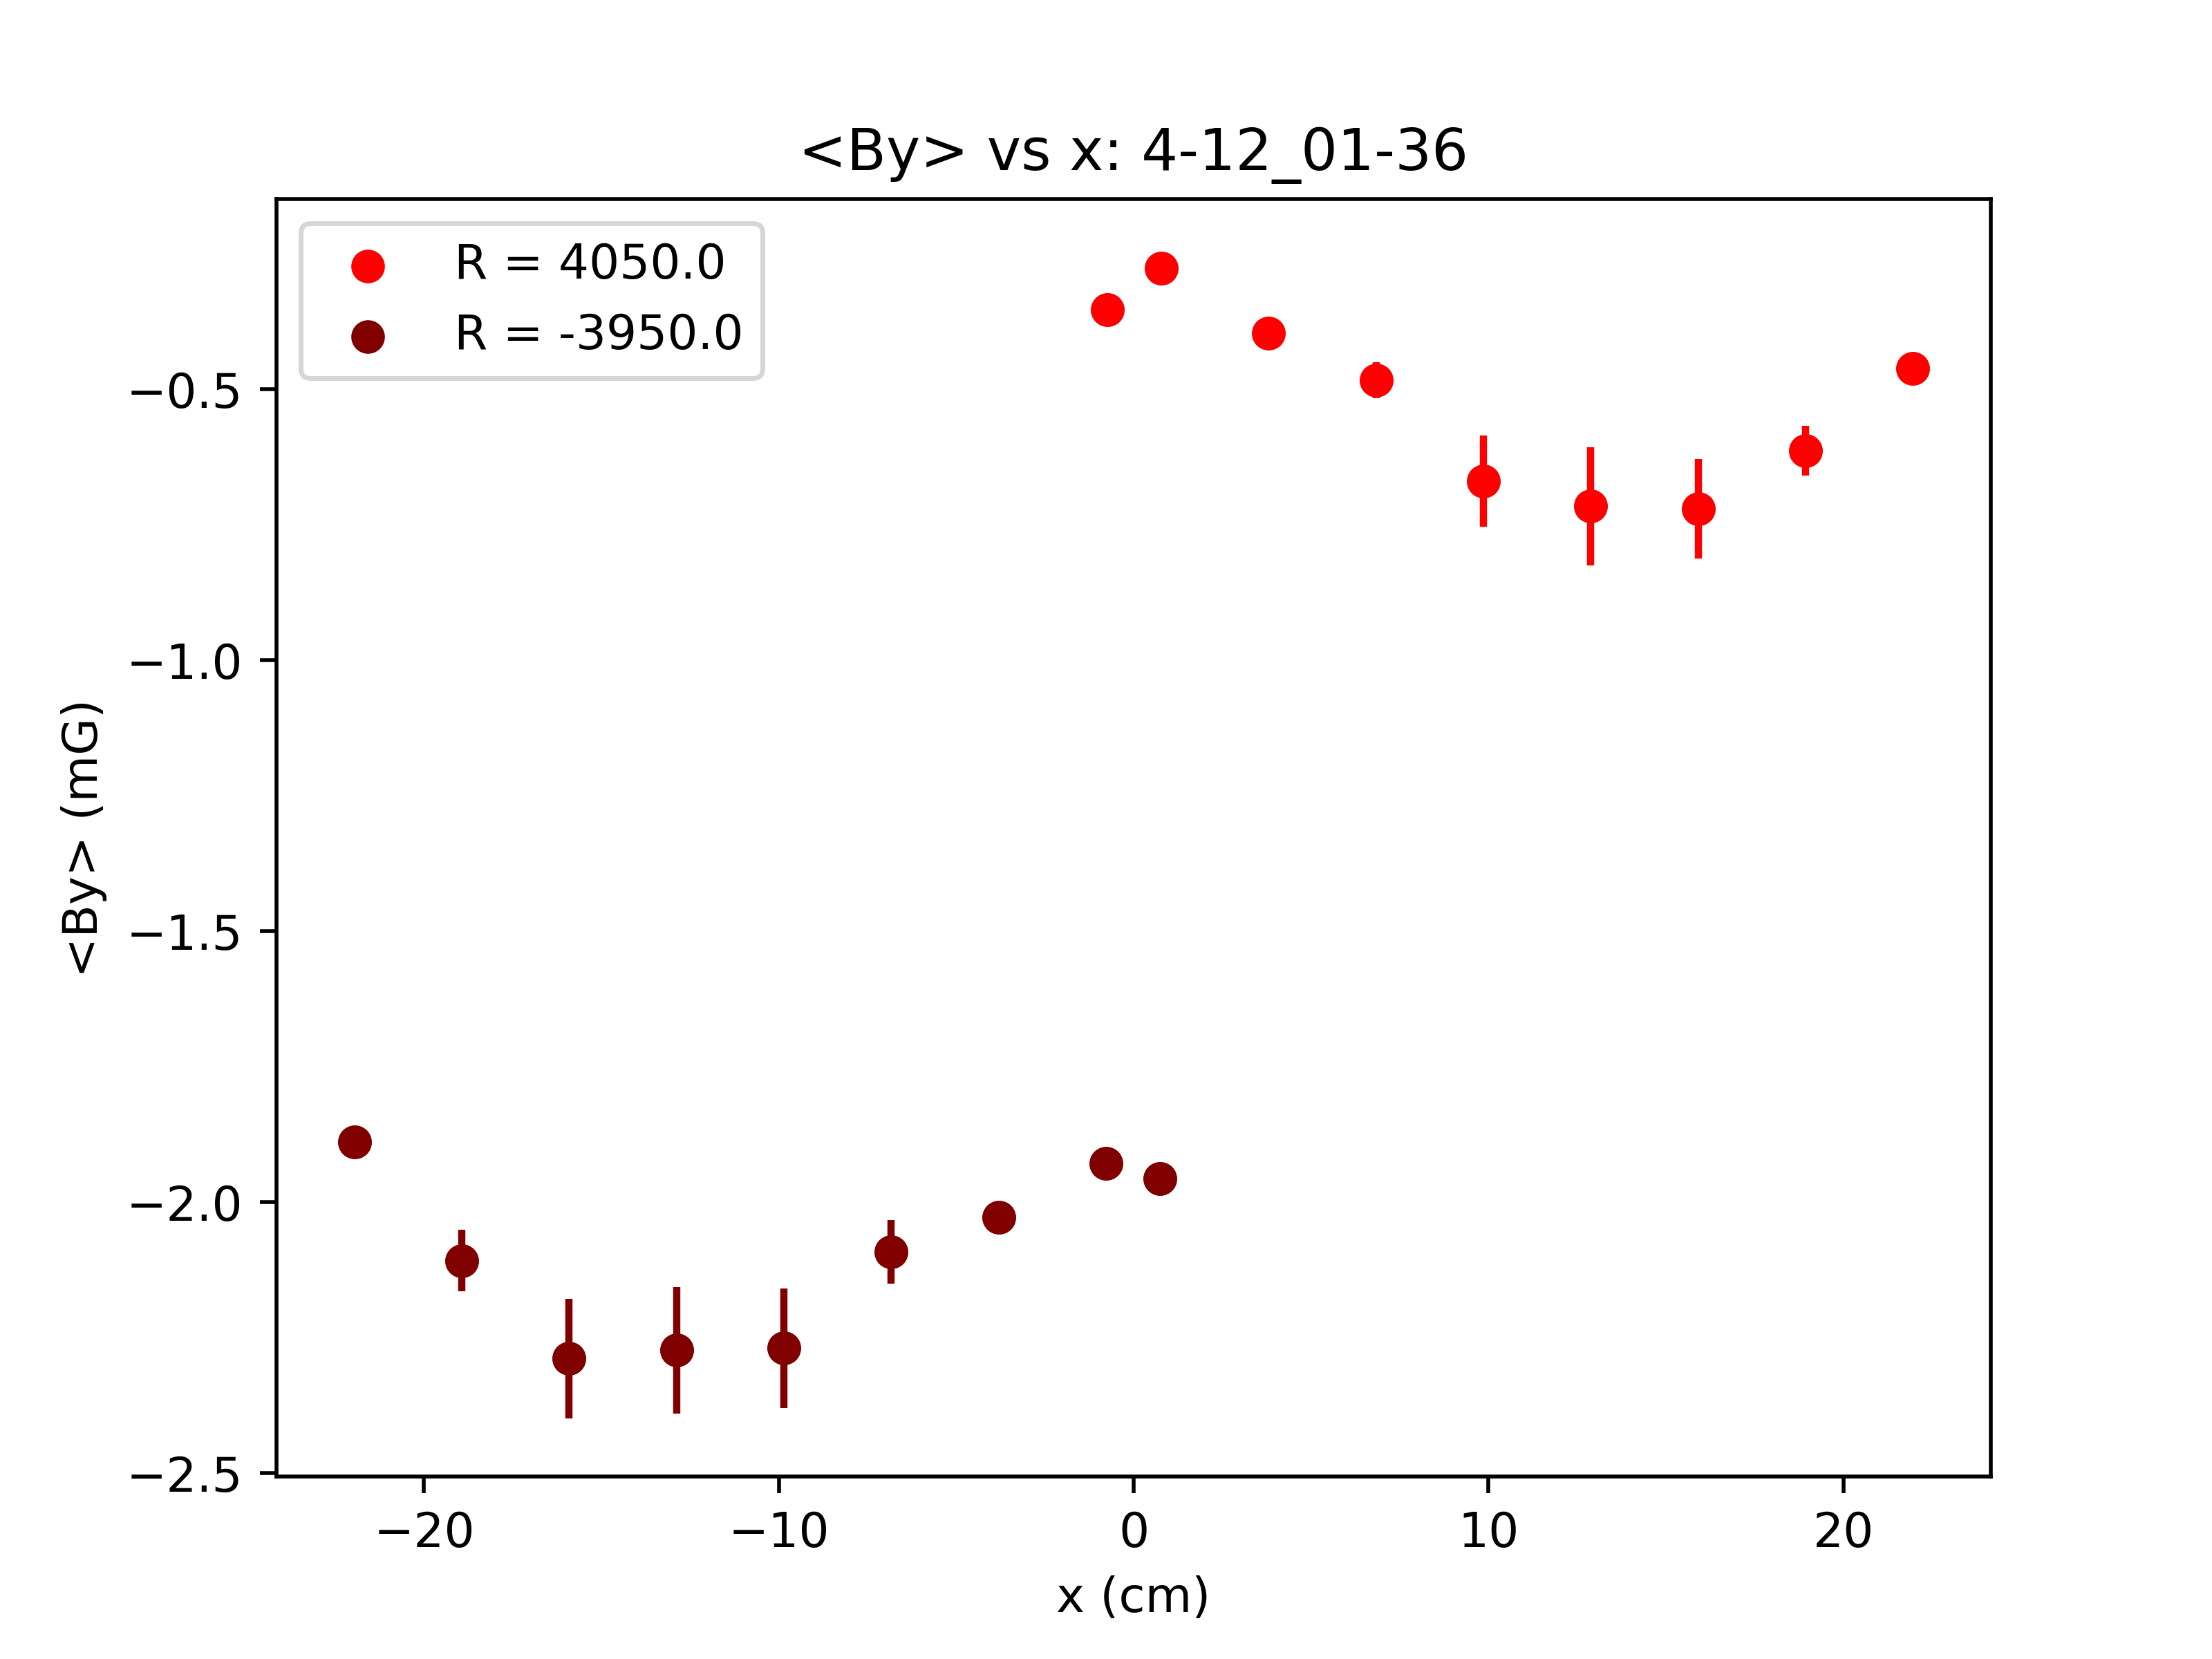 <By> vs x: 4-12_01-36
R = 4050.0
R = -3950.0
−0.5
−1.0
−1.5
−2.0
−2.5
<By> (mG)
−20
−10
0
10
20
x (cm)